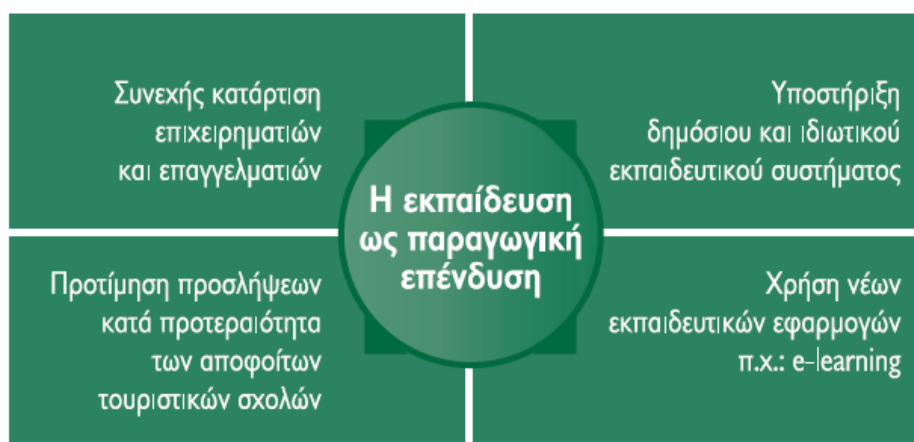 Συνεχής κατάρτιση
επιχειρηματιών
και επαγγελματιών
Υποστήριξη
δημόσιου και ιδιωτικού
εκπαιδευτικού συστήματος
Η εκπαίδευση
ως παραγωγική
επένδυση
Προτίμηση προσλήψεων
κατά προτεραιότητα
των αποφοίτων
τουριστικών σχολών
Χρήση νέων
εκπαιδευτικών εφαρμογών
π.χ.: e-learning